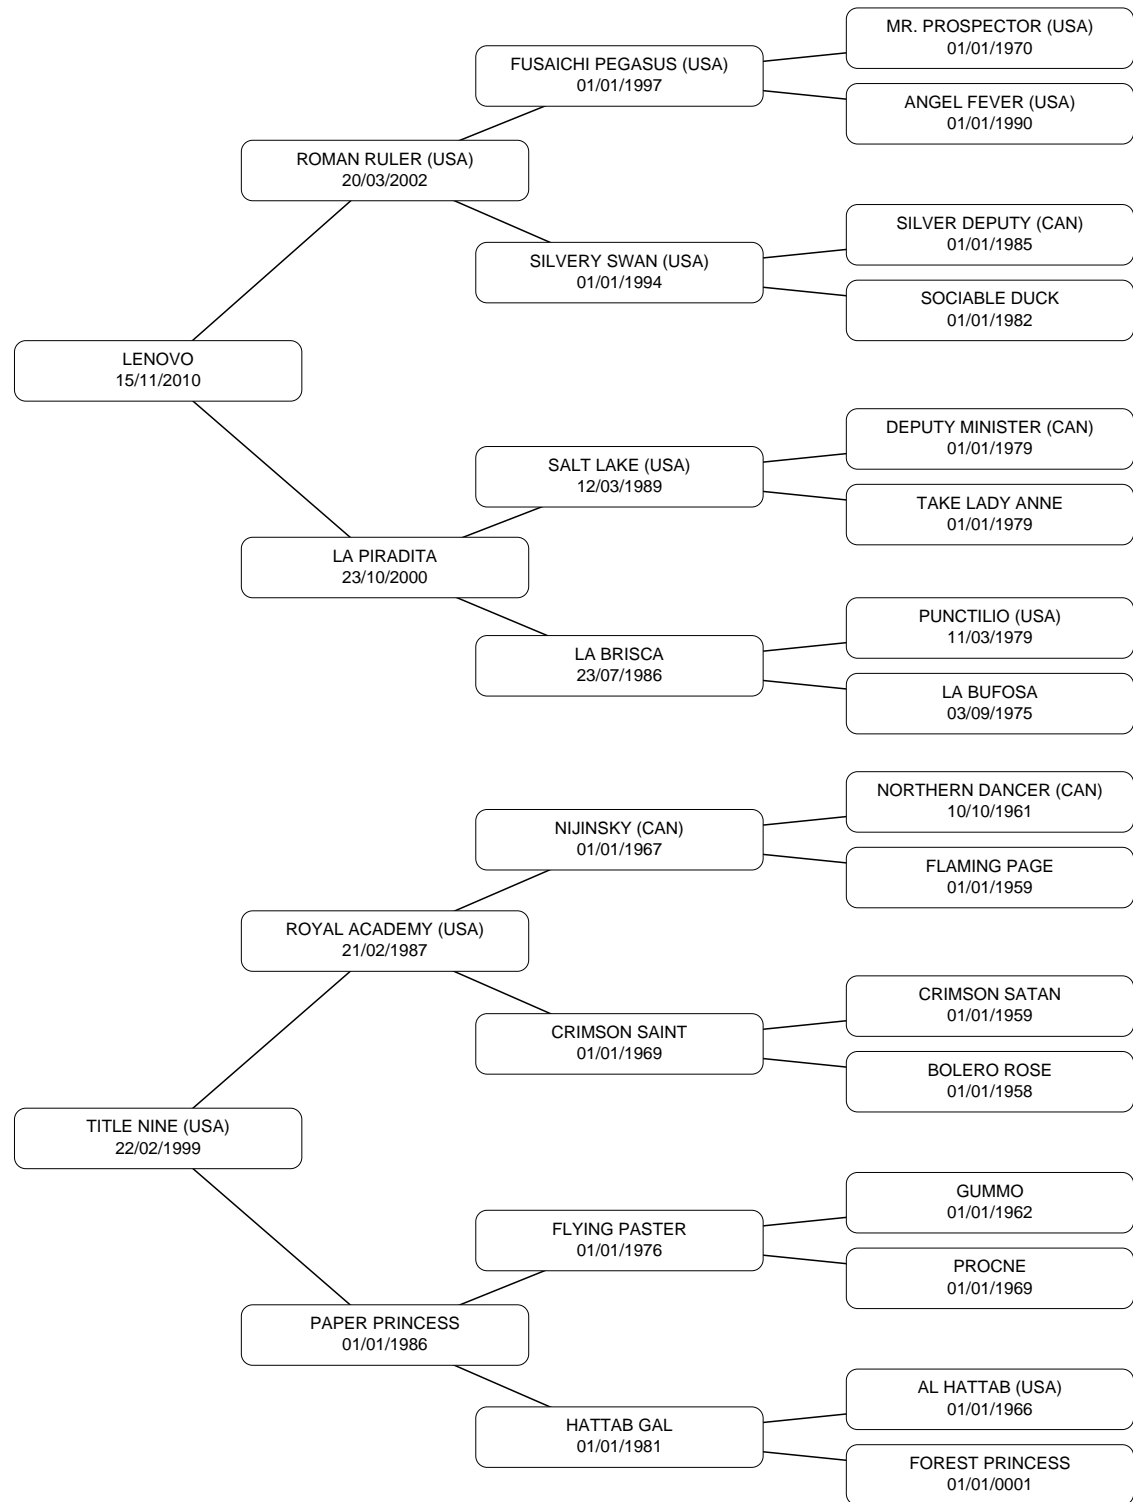 MR. PROSPECTOR (USA)
01/01/1970
FUSAICHI PEGASUS (USA)
01/01/1997
ANGEL FEVER (USA)
01/01/1990
ROMAN RULER (USA)
20/03/2002
SILVER DEPUTY (CAN)
01/01/1985
SILVERY SWAN (USA)
01/01/1994
SOCIABLE DUCK
01/01/1982
LENOVO
15/11/2010
DEPUTY MINISTER (CAN)
01/01/1979
SALT LAKE (USA)
12/03/1989
TAKE LADY ANNE
01/01/1979
LA PIRADITA
23/10/2000
PUNCTILIO (USA)
11/03/1979
LA BRISCA
23/07/1986
LA BUFOSA
03/09/1975
NORTHERN DANCER (CAN)
10/10/1961
NIJINSKY (CAN)
01/01/1967
FLAMING PAGE
01/01/1959
ROYAL ACADEMY (USA)
21/02/1987
CRIMSON SATAN
01/01/1959
CRIMSON SAINT
01/01/1969
BOLERO ROSE
01/01/1958
TITLE NINE (USA)
22/02/1999
GUMMO
01/01/1962
FLYING PASTER
01/01/1976
PROCNE
01/01/1969
PAPER PRINCESS
01/01/1986
AL HATTAB (USA)
01/01/1966
HATTAB GAL
01/01/1981
FOREST PRINCESS
01/01/0001